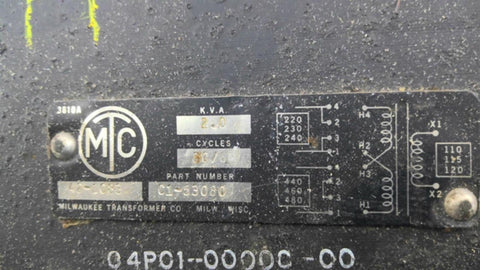 3610A
MTC
K.V.A
2.0
CYCLES
PART NUMBER
C1-53080
MILWAUKEE TRANSFORMER CO MILW. WISC.
220
230
240
4
2
3
1
440
460
480
4
2
3
1
H4
H2
H3
H1
X1
110
115
120
X2
04P01-00000-00